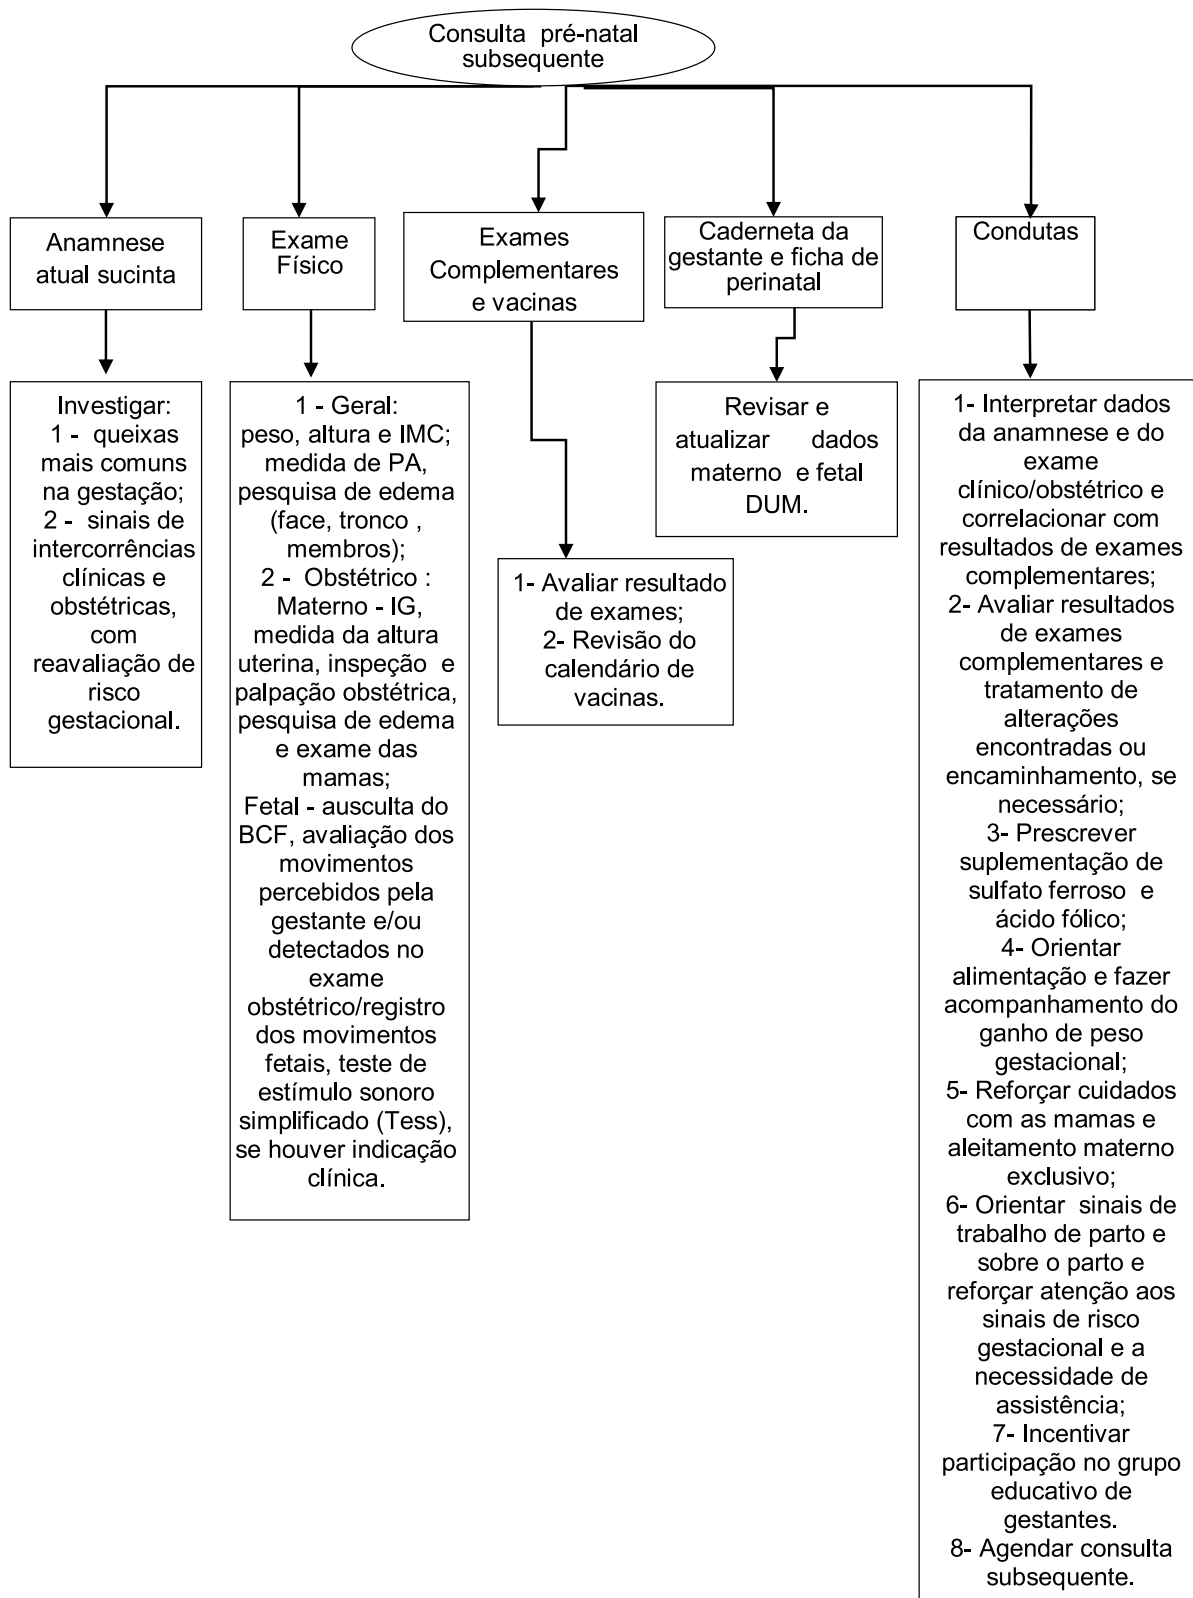 Consulta pré-natal
subsequente
Anamnese
atual sucinta
Exame
Físico
Exames
Complementares
e vacinas
Caderneta da
gestante e ficha de
perinatal
Condutas
Investigar:
1 - queixas
mais comuns
na gestação;
2 - sinais de
intercorrências
clínicas e
obstétricas,
com
reavaliação de
risco
gestacional.
1 - Geral:
peso, altura e IMC;
medida de PA,
pesquisa de edema
(face, tronco ,
membros);
2 - Obstétrico :
Materno - IG,
medida da altura
uterina, inspeção e
palpação obstétrica,
pesquisa de edema
e exame das
mamas;
Fetal - ausculta do
BCF, avaliação dos
movimentos
percebidos pela
gestante e/ou
detectados no
exame
obstétrico/registro
dos movimentos
fetais, teste de
estímulo sonoro
simplificado (Tess),
se houver indicação
clínica.
1- Avaliar resultado
de exames;
2- Revisão do
calendário de
vacinas.
Revisar e
atualizar dados
materno e fetal
DUM.
1- Interpretar dados
da anamnese e do
exame
clínico/obstétrico e
correlacionar com
resultados de exames
complementares;
2- Avaliar resultados
de exames
complementares e
tratamento de
alterações
encontradas ou
encaminhamento, se
necessário;
3- Prescrever
suplementação de
sulfato ferroso e
ácido fólico;
4- Orientar
alimentação e fazer
acompanhamento do
ganho de peso
gestacional;
5- Reforçar cuidados
com as mamas e
aleitamento materno
exclusivo;
6- Orientar sinais de
trabalho de parto e
sobre o parto e
reforçar atenção aos
sinais de risco
gestacional e a
necessidade de
assistência;
7- Incentivar
participação no grupo
educativo de
gestantes.
8- Agendar consulta
subsequente.